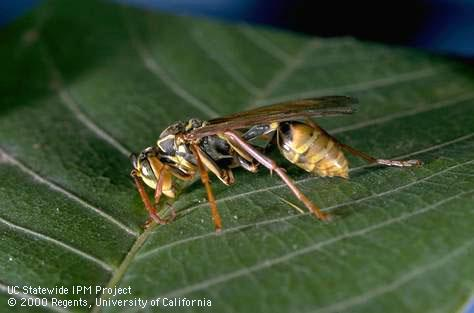 UC Statewide IPM Project
© 2000 Regents, University of California